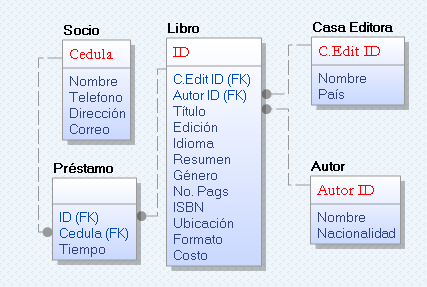 Socio
Cedula
Nombre
Telefono
Dirección
Correo
Préstamo
ID (FK)
Cedula (FK)
Tiempo
Libro
ID
C.Edit ID (FK)
Autor ID (FK)
Título
Edición
Idioma
Resumen
Género
No. Pags
ISBN
Ubicación
Formato
Costo
Casa Editora
C.Edit ID
Nombre
País
Autor
Autor ID
Nombre
Nacionalidad